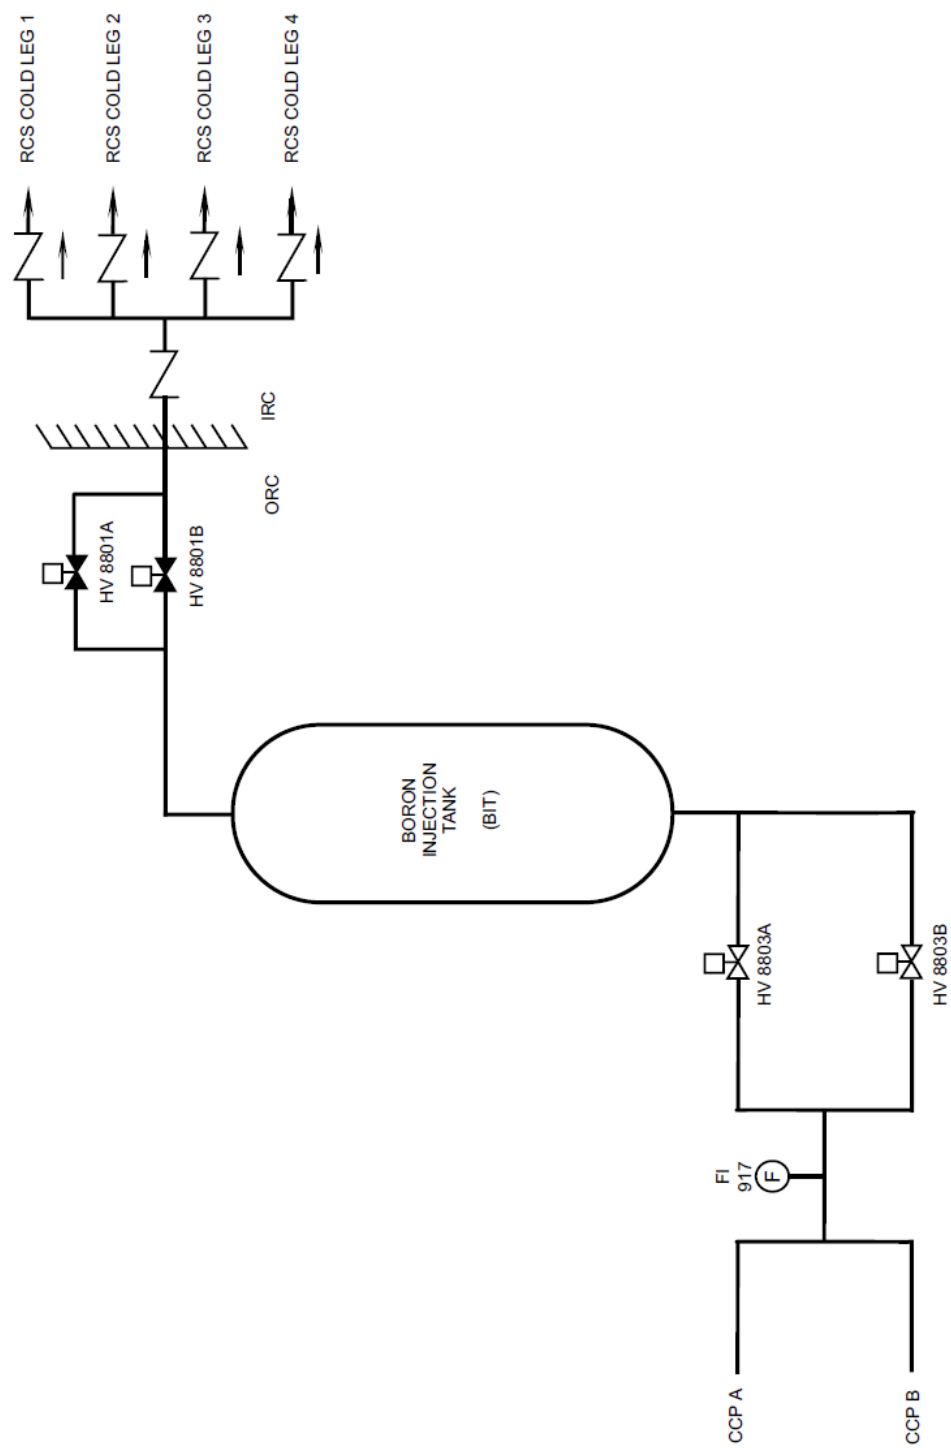 RCS COLD LEG 1
RCS COLD LEG 2
RCS COLD LEG 3
RCS COLD LEG 4
IRC
ORC
HV 8801A
HV 8801B
BORON
INJECTION
TANK
(BIT)
HV 8803A
HV 8803B
FI
917
F
CCP A
CCP B